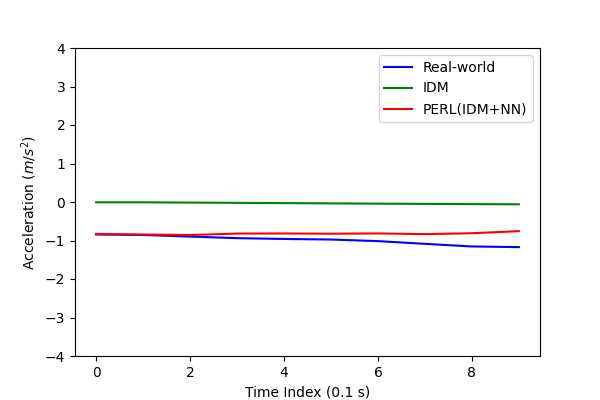 4
3
2
1
0
−1
−2
−3
−4
Acceleration (m/s²)
Real-world
IDM
PERL(IDM+NN)
0 2 4 6 8
Time Index (0.1 s)